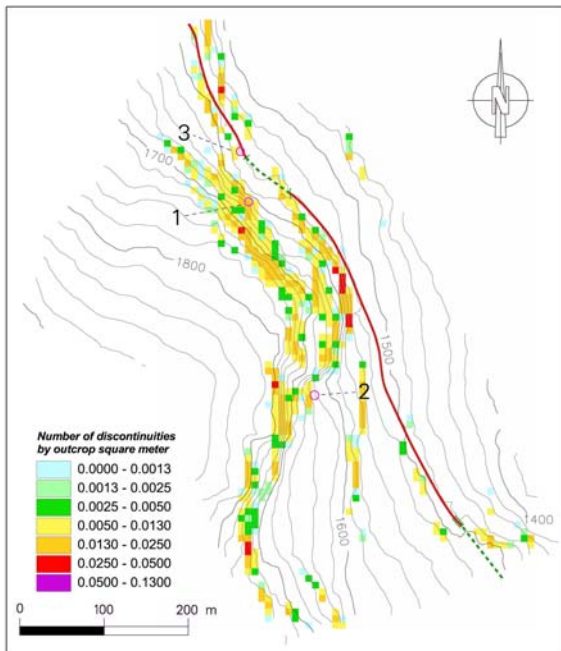 N
3
1700
1
1800
1500
2
Number of discontinuities
by outcrop square meter
0.0000 - 0.0013
0.0013 - 0.0025
0.0025 - 0.0050
0.0050 - 0.0130
0.0130 - 0.0250
0.0250 - 0.0500
0.0500 - 0.1300
1600
1400
0 100 200 m